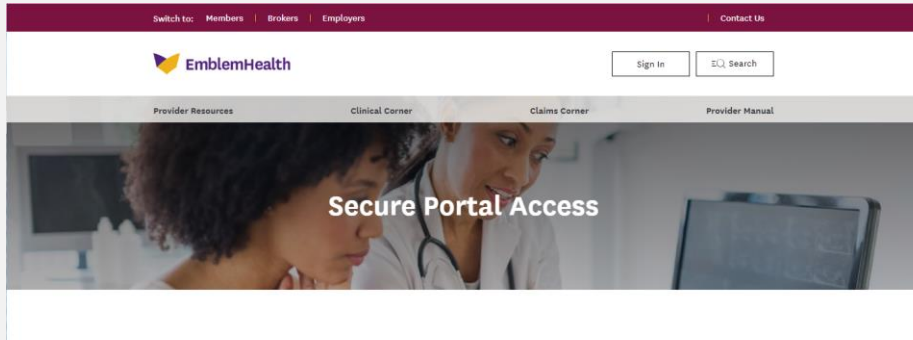 Switch to: Members | Brokers | Employers | Contact Us
EmblemHealth Sign In Search
Provider Resources Clinical Corner Claims Corner Provider Manual
Secure Portal Access